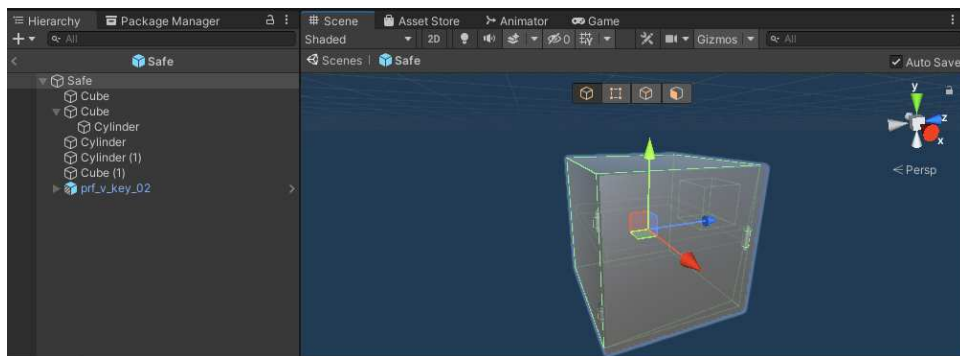 Hierarchy Package Manager
All
Safe
Safe
Cube
Cube
Cylinder
Cylinder
Cylinder (1)
Cube (1)
prf_v_key_02
Scene Asset Store Animator Game
Shaded 2D 0 Gizmos All
Scenes Safe Auto Save
y
z
x
Persp